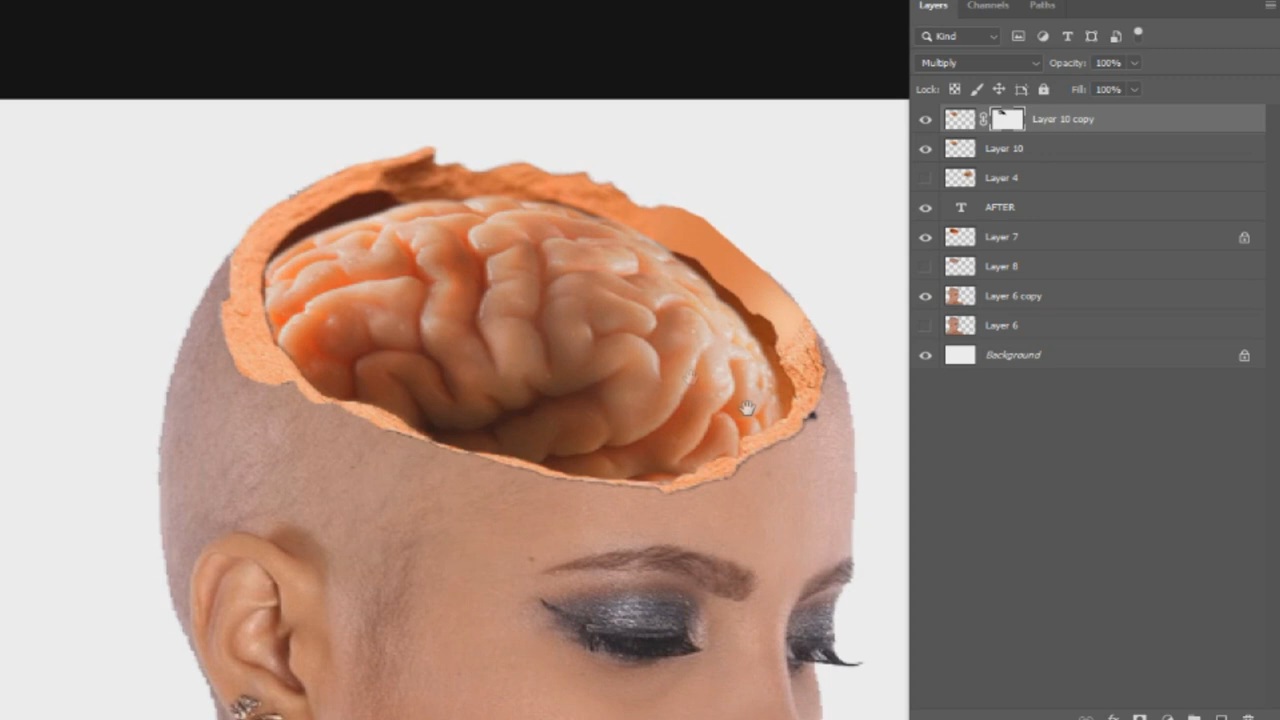 Layers Channels Paths
Kind
Multiply Opacity: 100%
Lock: Fill: 100%
Layer 10 copy
Layer 10
Layer 4
T AFTER
Layer 7
Layer 8
Layer 6 copy
Layer 6
Background